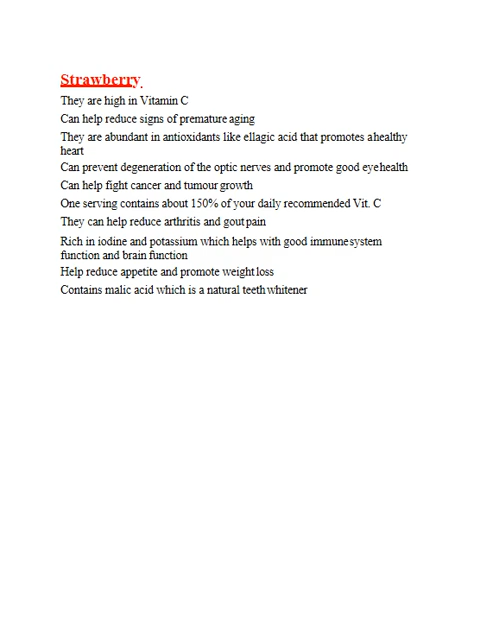 Strawberry
They are high in Vitamin C
Can help reduce signs of premature aging
They are abundant in antioxidants like ellagic acid that promotes a healthy
heart
Can prevent degeneration of the optic nerves and promote good eye health
Can help fight cancer and tumour growth
One serving contains about 150% of your daily recommended Vit. C
They can help reduce arthritis and gout pain
Rich in iodine and potassium which helps with good immune system
function and brain function
Help reduce appetite and promote weight loss
Contains malic acid which is a natural teeth whitener